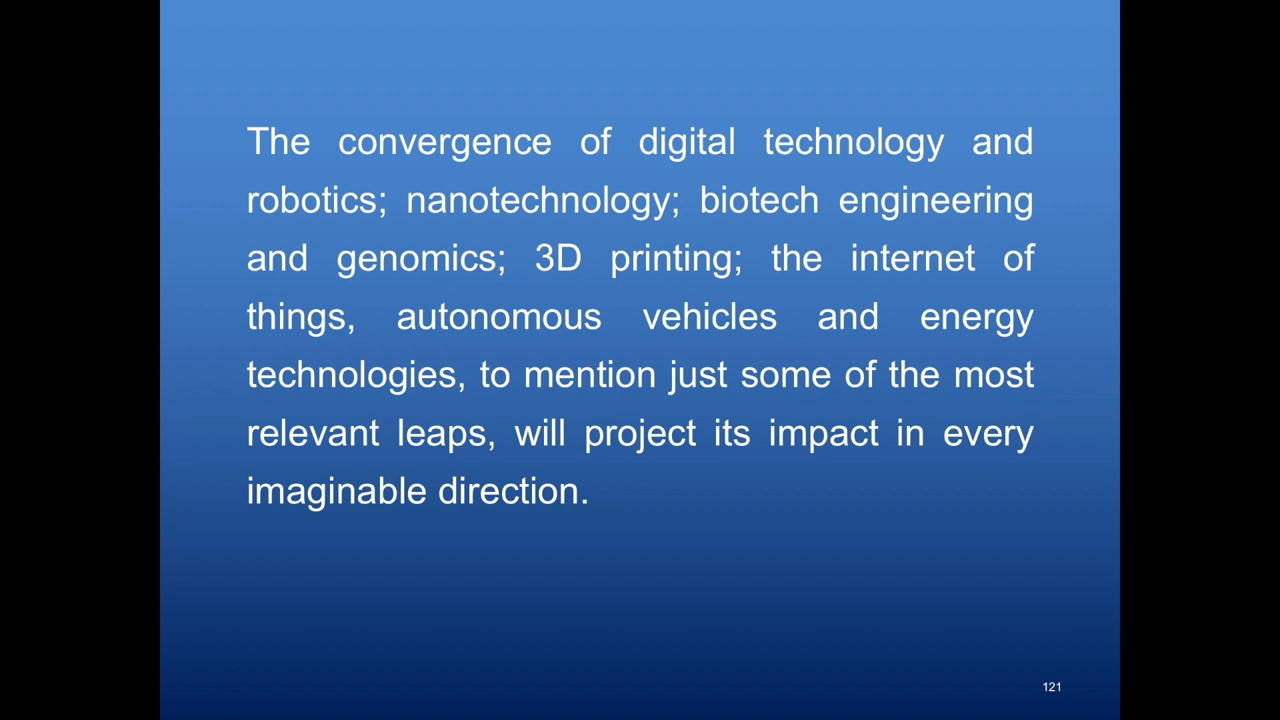 The convergence of digital technology and
robotics; nanotechnology; biotech engineering
and genomics; 3D printing; the internet of
things, autonomous vehicles and energy
technologies, to mention just some of the most
relevant leaps, will project its impact in every
imaginable direction.
121